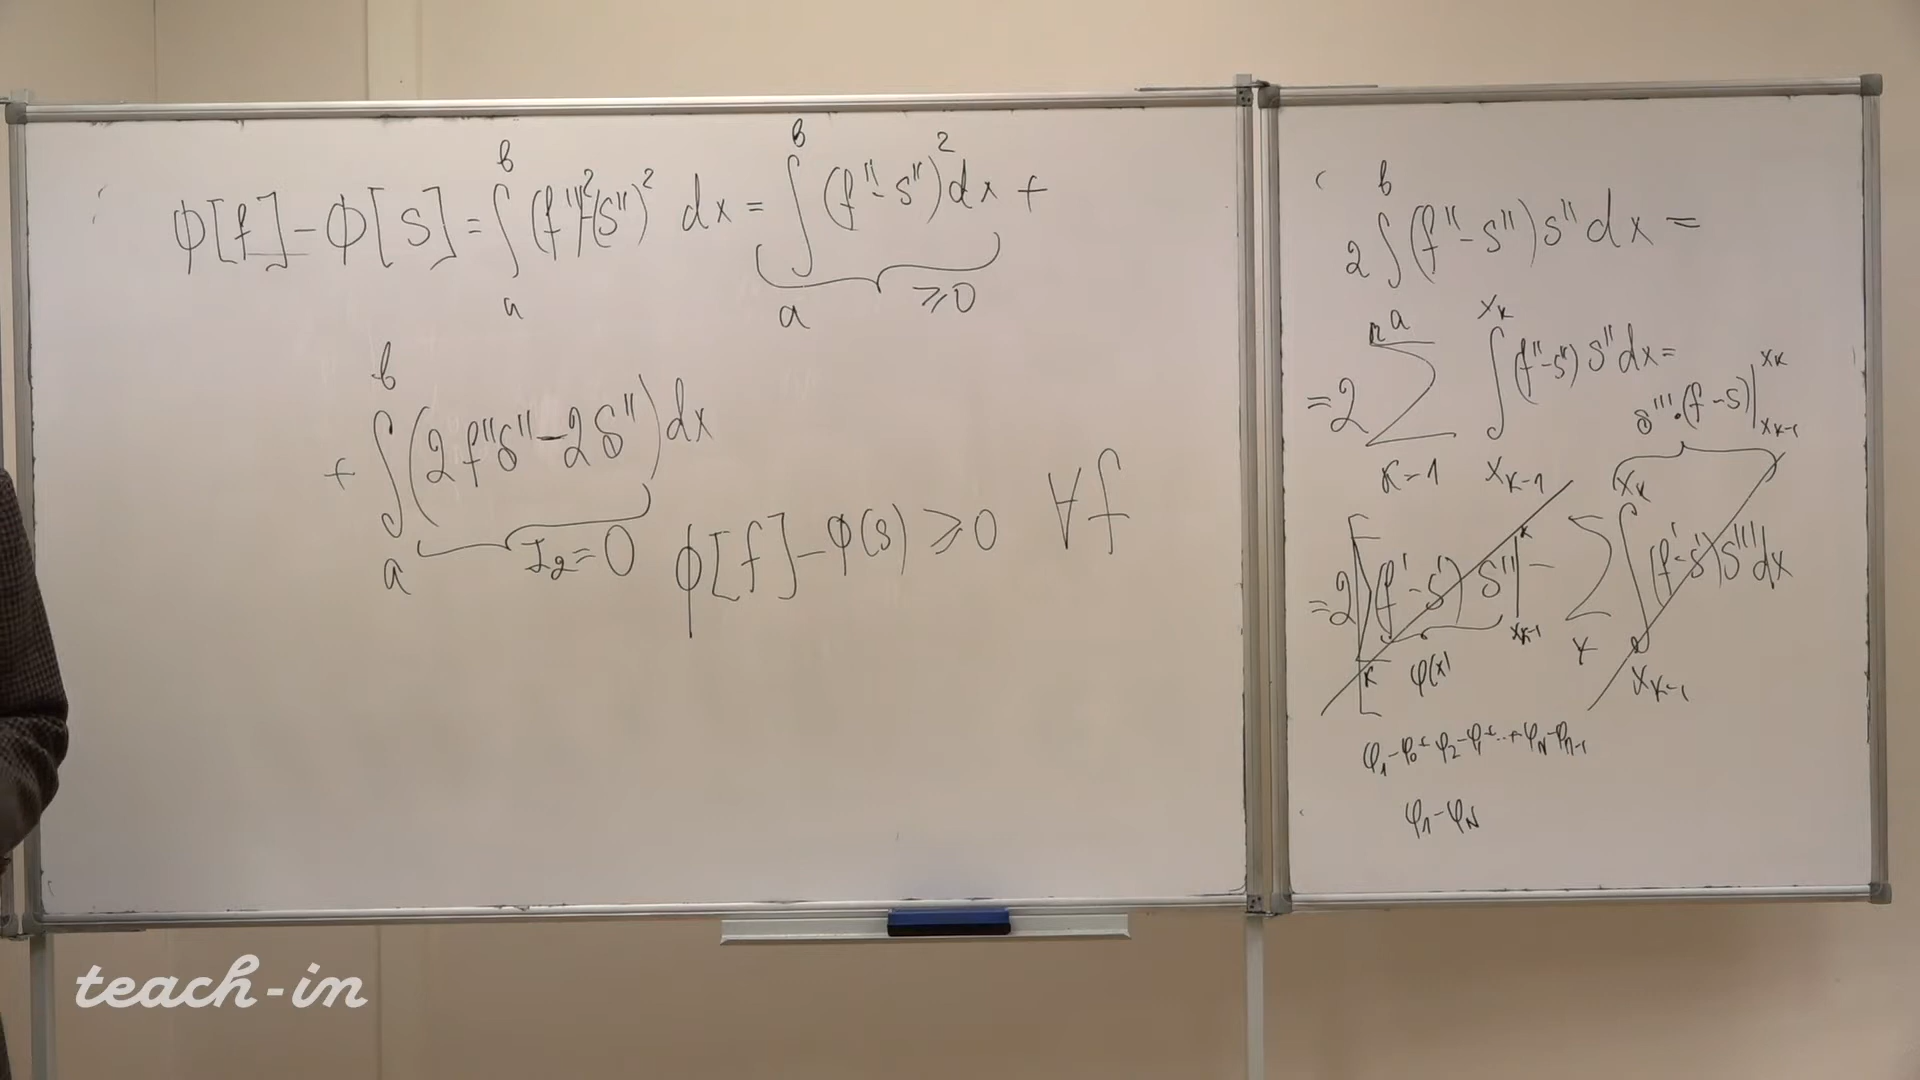 Φ[f] - Φ[S] = ∫_a^b (f'')² - (S'')² dx = ∫_a^b (f'' - S'')² dx +
≥ 0
+ ∫_a^b (2f''S'' - 2S'') dx
I₂ = 0 Φ[f] - Φ(s) ≥ 0 ∀f
2 ∫_a^b (f'' - S'') S'' dx =
= 2 Σ_{k=1}^n ∫_{x_{k-1}}^{x_k} (f'' - S'') S'' dx =
S''' · (f - S) |_{x_{k-1}}^{x_k}
= 2 [ Σ_k (f' - S') S'' |_{x_{k-1}}^{x_k} - Σ_k ∫_{x_{k-1}}^{x_k} (f' - S') S''' dx
φ(x)
φ₁ - φ₀ + φ₂ - φ₁ + ... + φ_N - φ_{n-1}
φ₁ - φ_N
teach-in